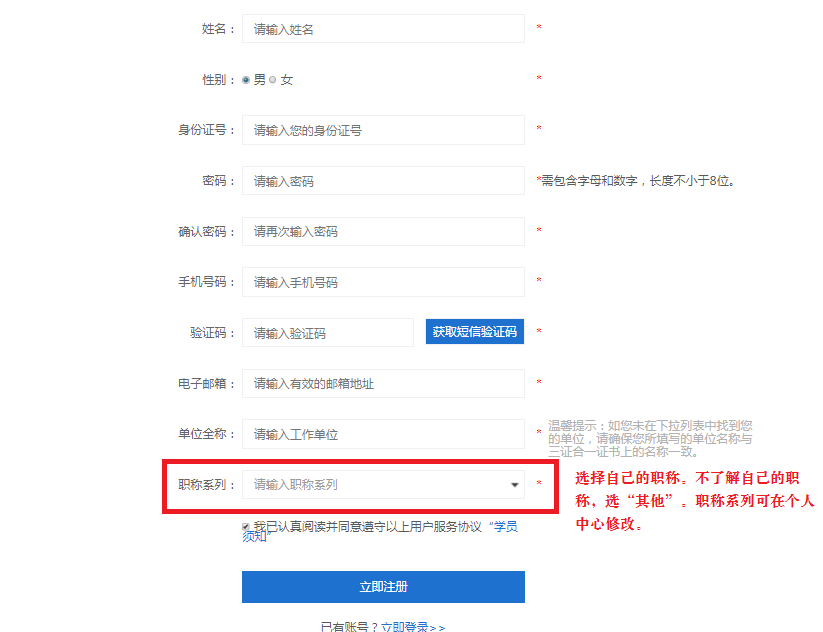 姓名： 请输入姓名 *
性别： 男 女 *
身份证号： 请输入您的身份证号 *
密码： 请输入密码 *需包含字母和数字，长度不小于8位。
确认密码： 请再次输入密码 *
手机号码： 请输入手机号码 *
验证码： 请输入验证码 获取短信验证码 *
电子邮箱： 请输入有效的邮箱地址 *
单位全称： 请输入工作单位 *
温馨提示：如您未在下拉列表中找到您
的单位，请确保您所填写的单位名称与
三证合一证书上的名称一致。
职称系列： 请输入职称系列 *
选择自己的职称。不了解自己的职
称，选“其他”。职称系列可在个人
中心修改。
我已认真阅读并同意遵守以上用户服务协议“学员
须知”
立即注册
已有账号？立即登录>>